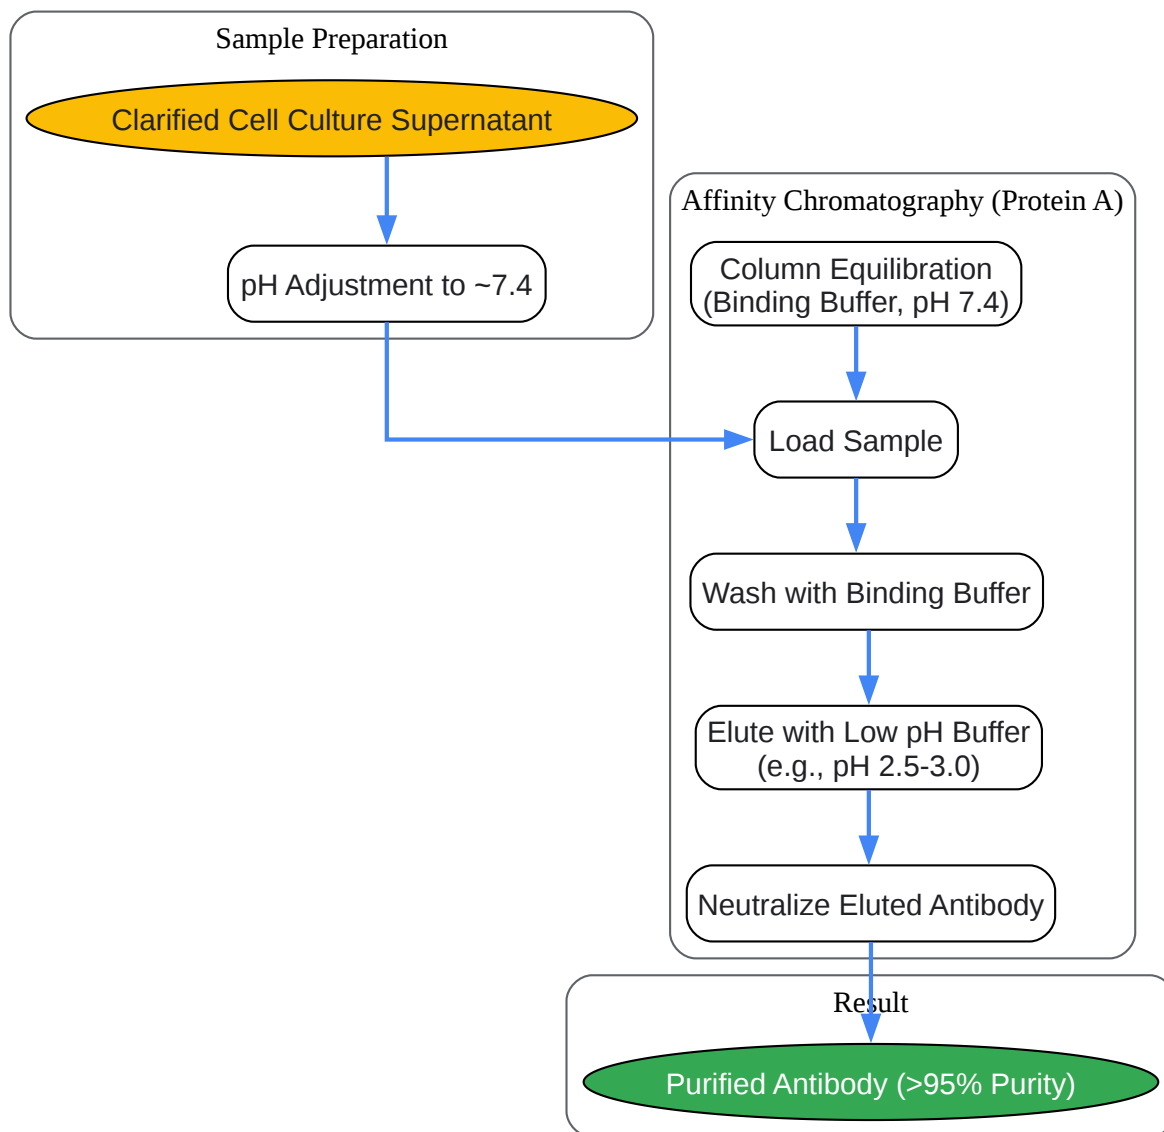 Sample Preparation
Clarified Cell Culture Supernatant
pH Adjustment to ~7.4
Affinity Chromatography (Protein A)
Column Equilibration
(Binding Buffer, pH 7.4)
Load Sample
Wash with Binding Buffer
Elute with Low pH Buffer
(e.g., pH 2.5-3.0)
Neutralize Eluted Antibody
Result
Purified Antibody (>95% Purity)